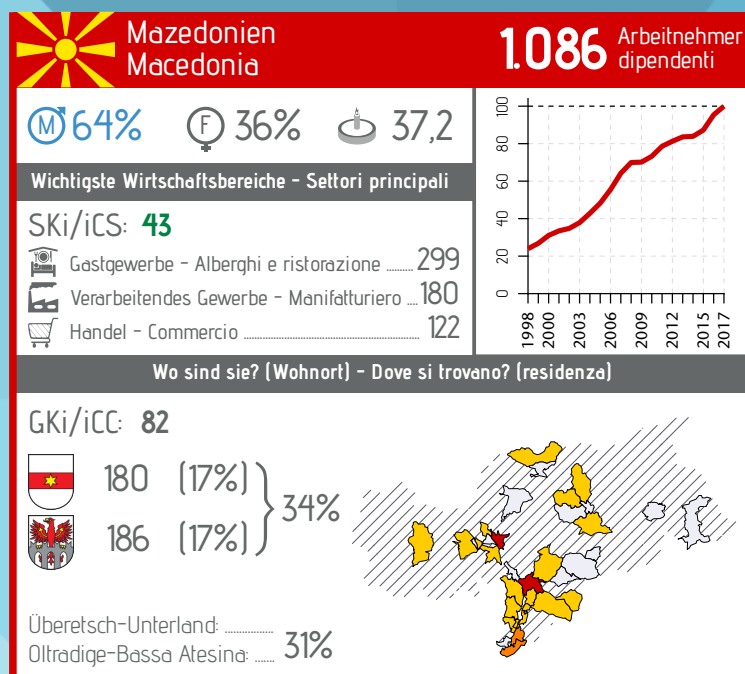 Mazedonien
Macedonia
1.086 Arbeitnehmer
dipendenti
M 64% F 36% 37,2
Wichtigste Wirtschaftsbereiche - Settori principali
SKi/iCS: 43
Gastgewerbe - Alberghi e ristorazione ......... 299
Verarbeitendes Gewerbe - Manifatturiero ... 180
Handel - Commercio ............................................. 122
100
80
60
40
20
0
1998
2000
2003
2006
2009
2012
2015
2017
Wo sind sie? (Wohnort) - Dove si trovano? (residenza)
GKi/iCC: 82
180 (17%)
186 (17%)
34%
Überetsch-Unterland: ................
Oltradige-Bassa Atesina: ...... 31%